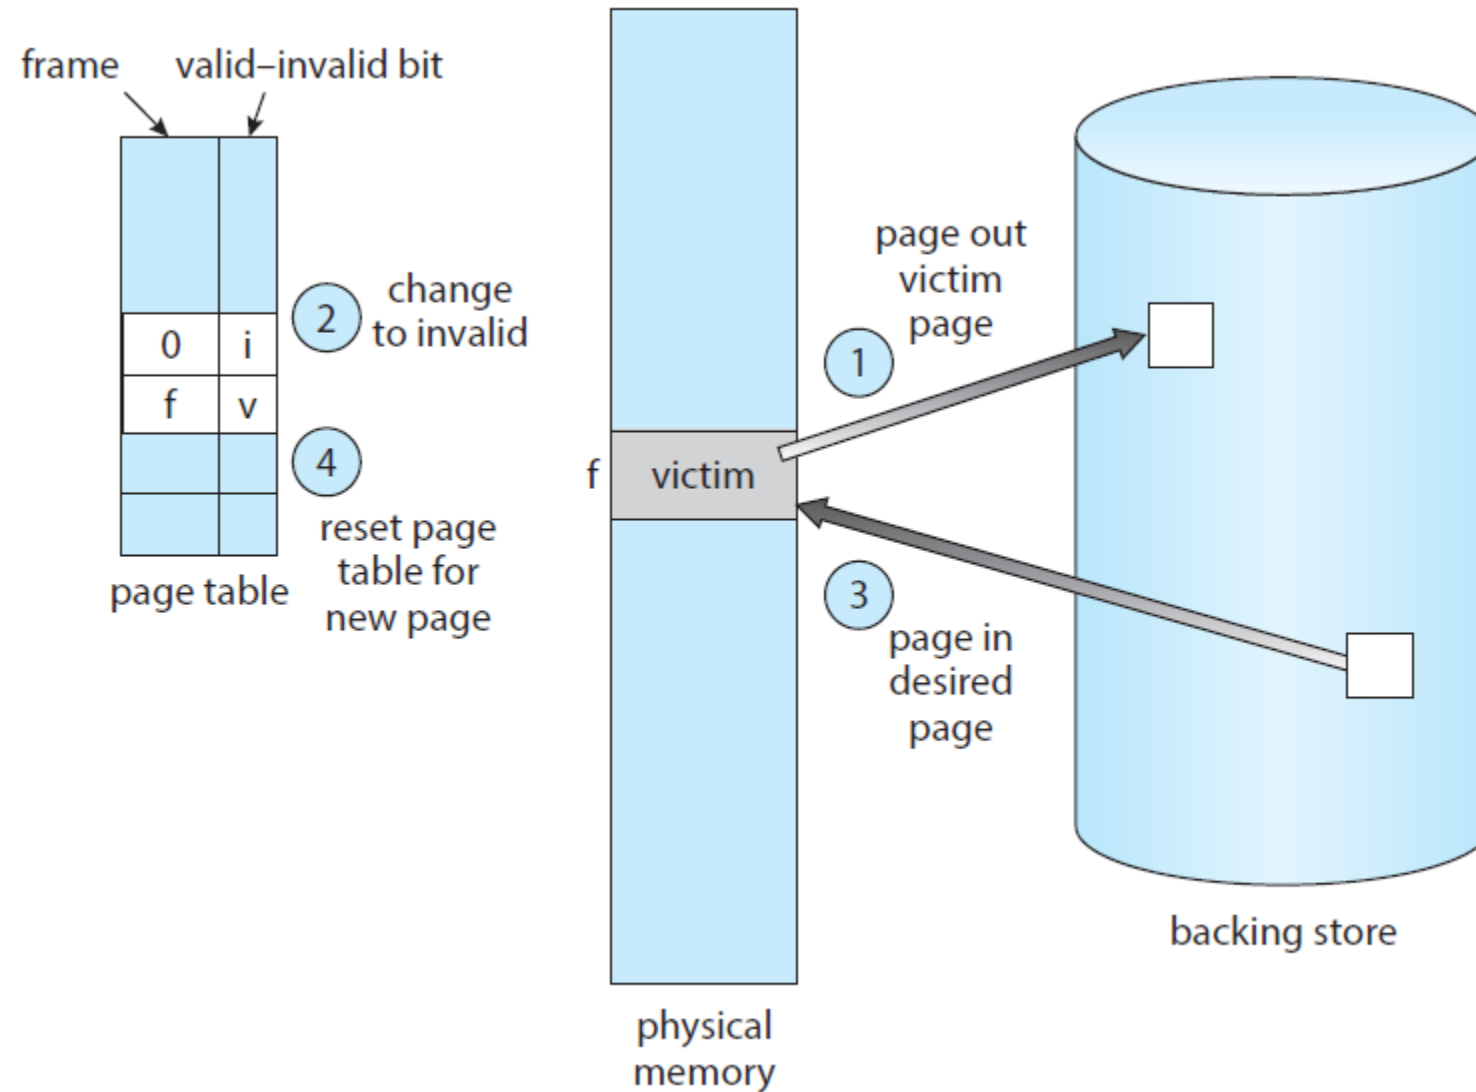 frame
valid–invalid bit
0 i
f v
2
change
to invalid
4
reset page
table for
new page
page table
f
victim
physical
memory
1
page out
victim
page
3
page in
desired
page
backing store